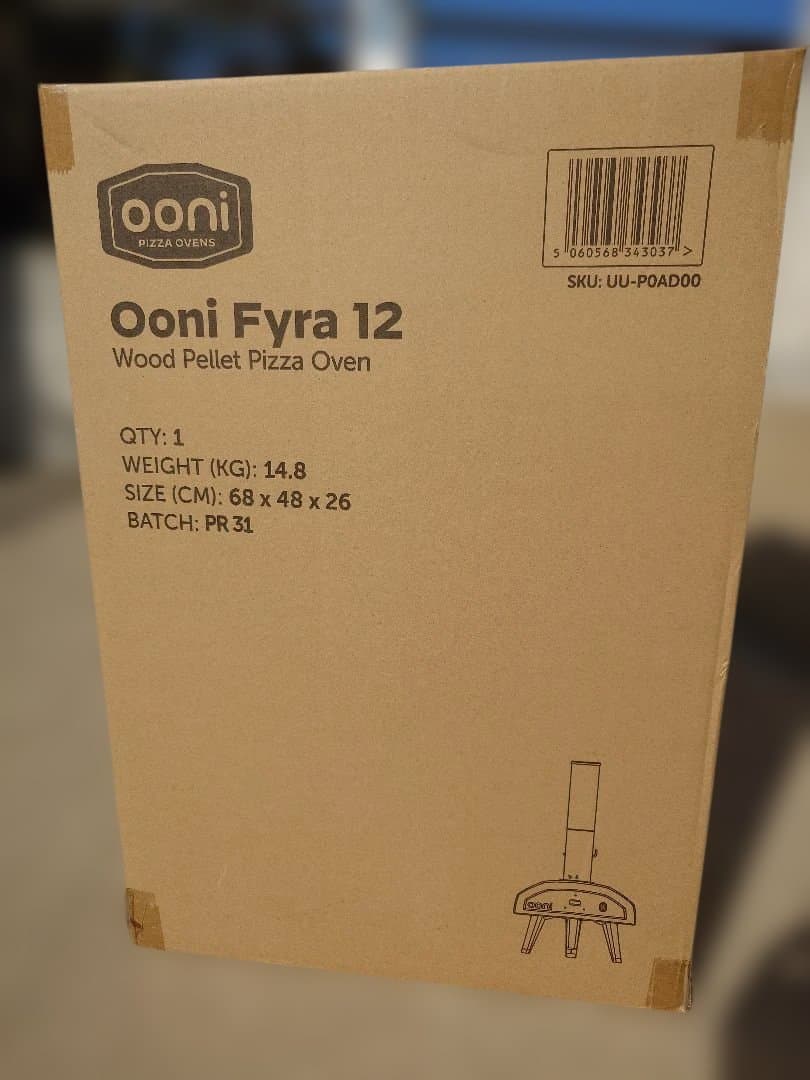 ooni
PIZZA OVENS
5 060568 343037 >
SKU: UU-P0AD00
Ooni Fyra 12
Wood Pellet Pizza Oven
QTY: 1
WEIGHT (KG): 14.8
SIZE (CM): 68 x 48 x 26
BATCH: PR 31
ooni